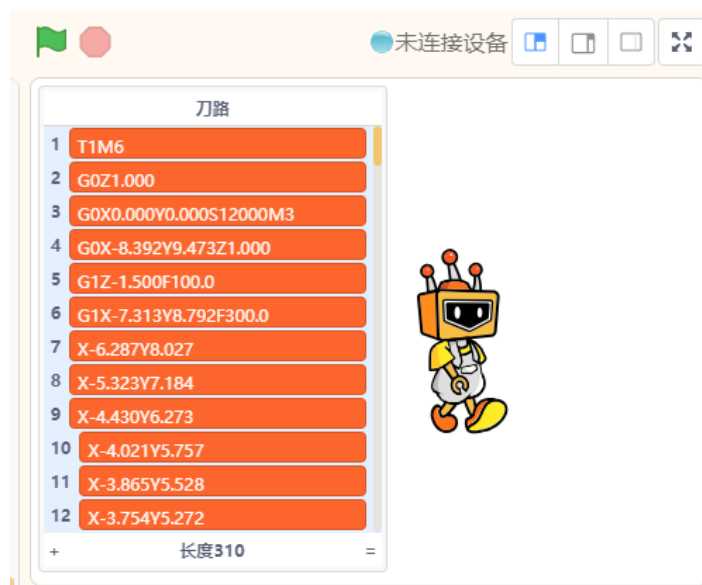 未连接设备
刀路
1 T1M6
2 G0Z1.000
3 G0X0.000Y0.000S12000M3
4 G0X-8.392Y9.473Z1.000
5 G1Z-1.500F100.0
6 G1X-7.313Y8.792F300.0
7 X-6.287Y8.027
8 X-5.323Y7.184
9 X-4.430Y6.273
10 X-4.021Y5.757
11 X-3.865Y5.528
12 X-3.754Y5.272
+ 长度310 =